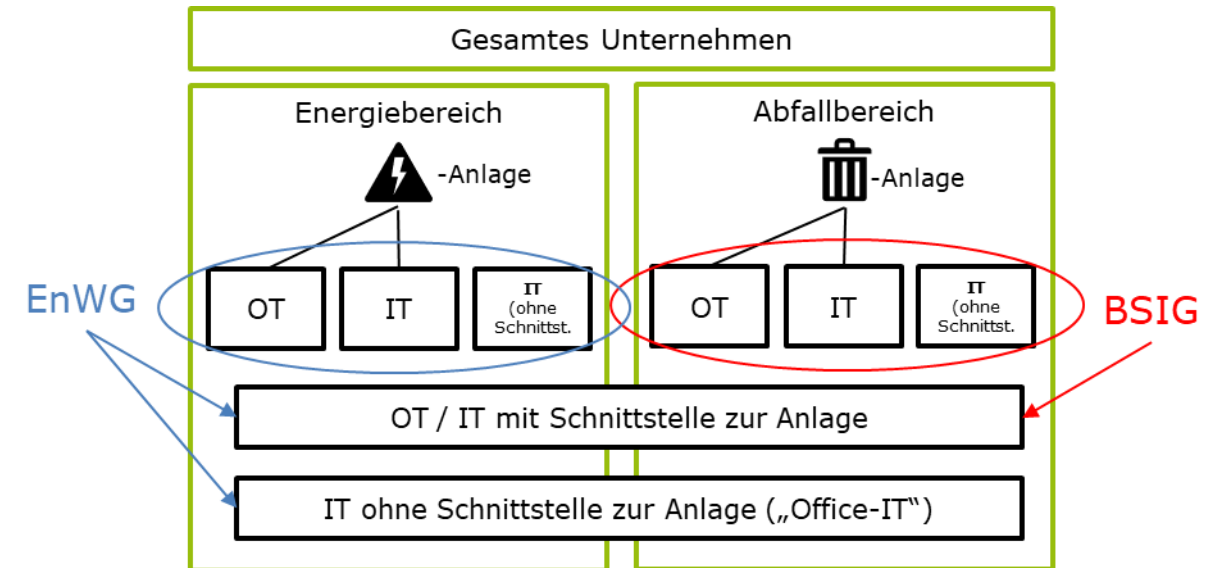 Gesamtes Unternehmen
Energiebereich
-Anlage
OT
IT
IT
(ohne
Schnittst.
Abfallbereich
-Anlage
OT
IT
IT
(ohne
Schnittst.
EnWG
BSIG
OT / IT mit Schnittstelle zur Anlage
IT ohne Schnittstelle zur Anlage („Office-IT“)